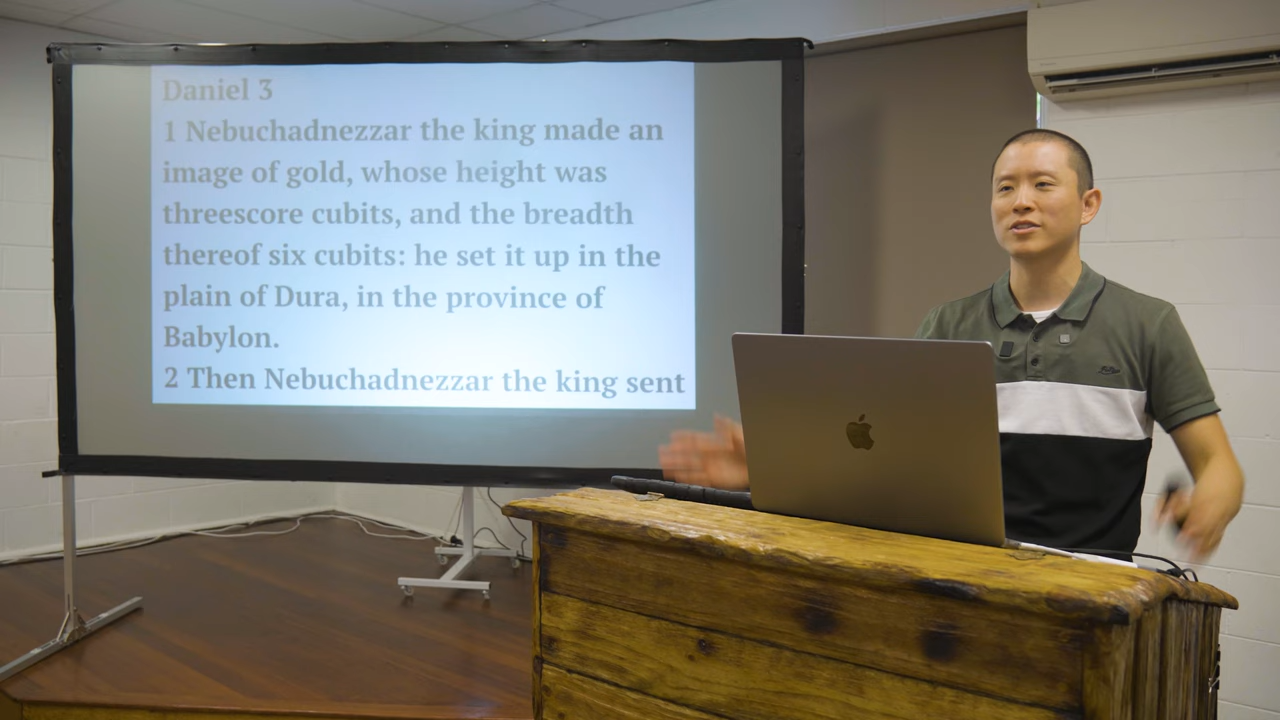 Daniel 3
1 Nebuchadnezzar the king made an
image of gold, whose height was
threescore cubits, and the breadth
thereof six cubits: he set it up in the
plain of Dura, in the province of
Babylon.
2 Then Nebuchadnezzar the king sent